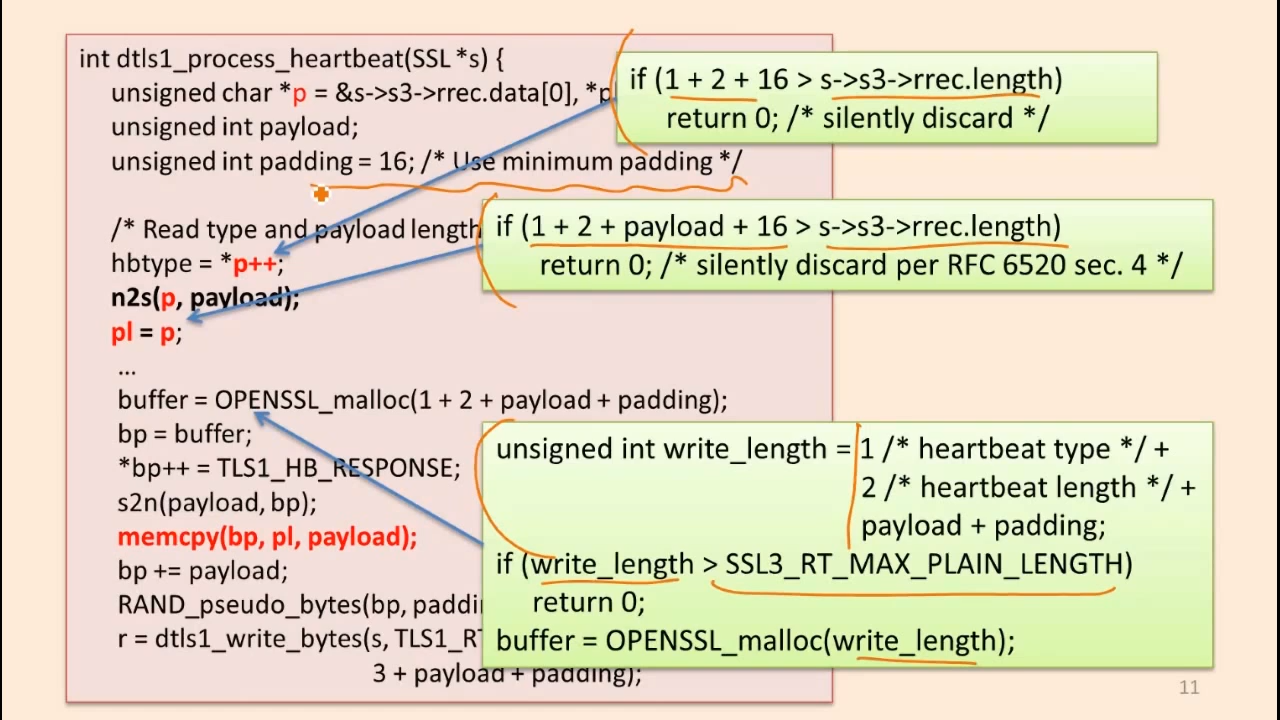 int dtls1_process_heartbeat(SSL *s) {
unsigned char *p = &s->s3->rrec.data[0], *p
unsigned int payload;
unsigned int padding = 16; /* Use minimum padding */
/* Read type and payload length
hbtype = *p++;
n2s(p, payload);
pl = p;
...
buffer = OPENSSL_malloc(1 + 2 + payload + padding);
bp = buffer;
*bp++ = TLS1_HB_RESPONSE;
s2n(payload, bp);
memcpy(bp, pl, payload);
bp += payload;
RAND_pseudo_bytes(bp, paddin
r = dtls1_write_bytes(s, TLS1_RT
3 + payload + padding);
if (1 + 2 + 16 > s->s3->rrec.length)
return 0; /* silently discard */
if (1 + 2 + payload + 16 > s->s3->rrec.length)
return 0; /* silently discard per RFC 6520 sec. 4 */
unsigned int write_length = 1 /* heartbeat type */ +
2 /* heartbeat length */ +
payload + padding;
if (write_length > SSL3_RT_MAX_PLAIN_LENGTH)
return 0;
buffer = OPENSSL_malloc(write_length);
11